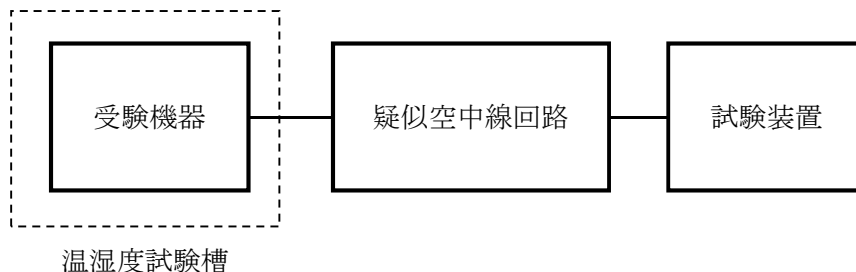 受験機器
疑似空中線回路
試験装置
温湿度試験槽